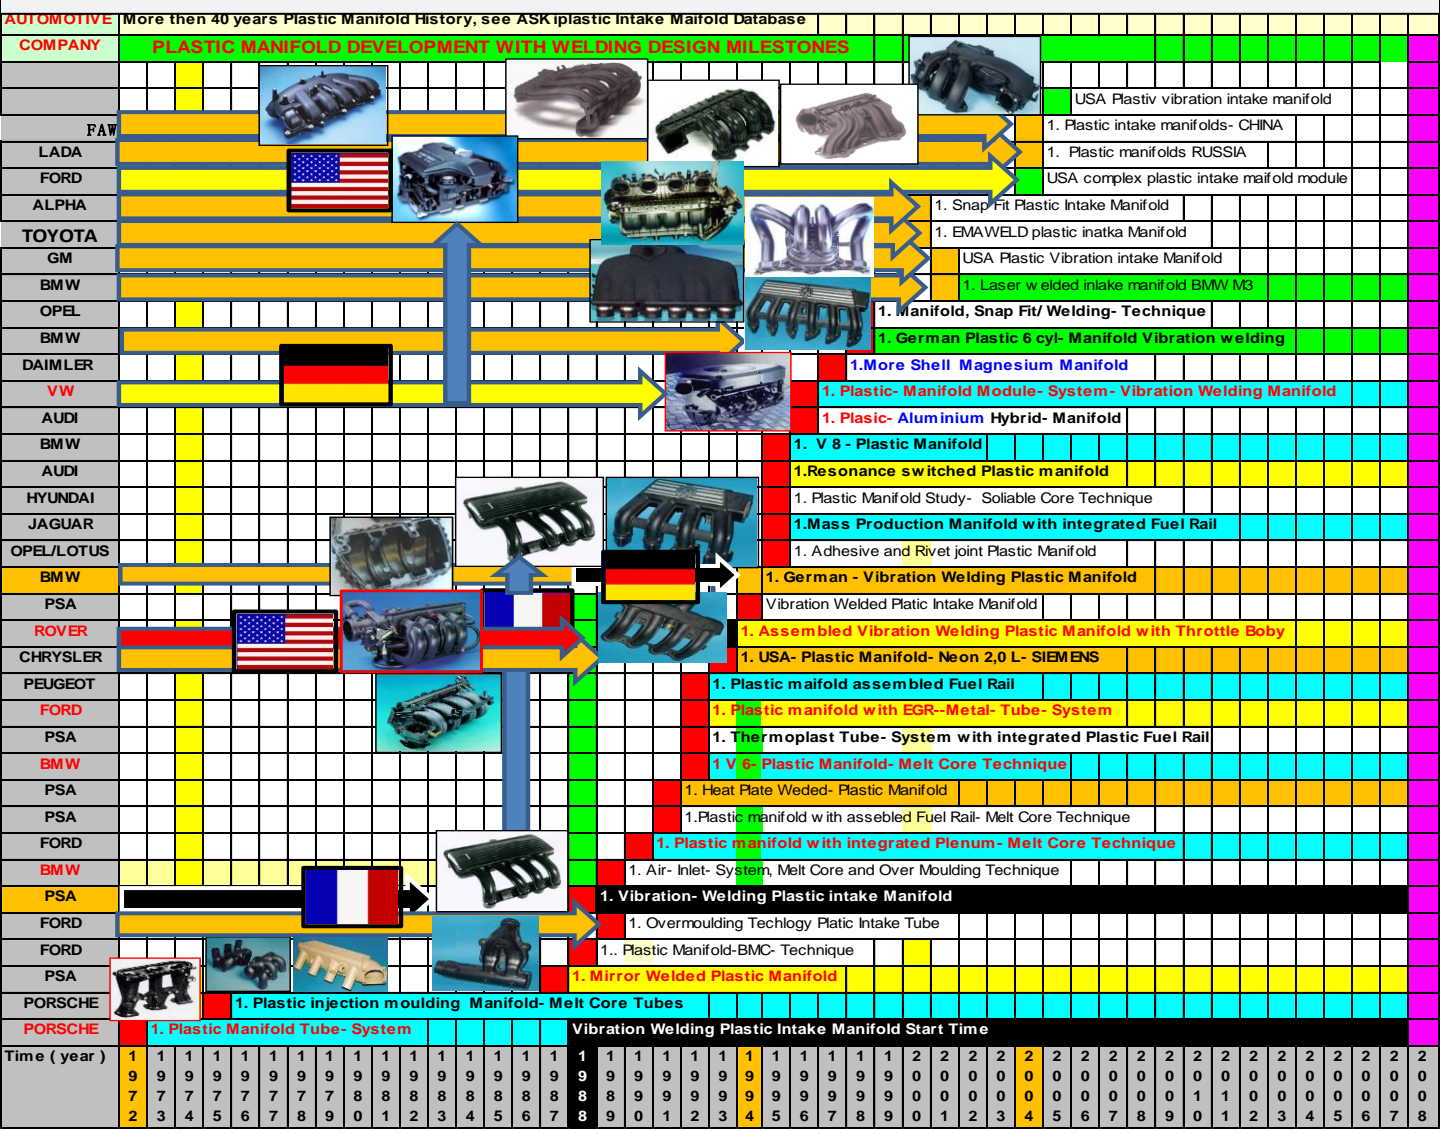 AUTOMOTIVE More then 40 years Plastic Manifold History, see ASK iplastic Intake Maifold Database
COMPANY PLASTIC MANIFOLD DEVELOPMENT WITH WELDING DESIGN MILESTONES
USA Plastiv vibration intake manifold
FAW 1. Plastic intake manifolds- CHINA
LADA 1. Plastic manifolds RUSSIA
FORD USA complex plastic intake maifold module
ALPHA 1. Snap Fit Plastic Intake Manifold
TOYOTA 1. EMAWELD plastic inatka Manifold
GM USA Plastic Vibration intake Manifold
BMW 1. Laser welded inlake manifold BMW M3
OPEL 1. Manifold, Snap Fit/ Welding- Technique
BMW 1. German Plastic 6 cyl- Manifold Vibration welding
DAIMLER 1.More Shell Magnesium Manifold
VW 1. Plastic- Manifold Module- System- Vibration Welding Manifold
AUDI 1. Plasic- Aluminium Hybrid- Manifold
BMW 1. V 8 - Plastic Manifold
AUDI 1.Resonance switched Plastic manifold
HYUNDAI 1. Plastic Manifold Study- Soliable Core Technique
JAGUAR 1.Mass Production Manifold with integrated Fuel Rail
OPEL/LOTUS 1. Adhesive and Rivet joint Plastic Manifold
BMW 1. German - Vibration Welding Plastic Manifold
PSA Vibration Welded Platic Intake Manifold
ROVER 1. Assembled Vibration Welding Plastic Manifold with Throttle Boby
CHRYSLER 1. USA- Plastic Manifold- Neon 2,0 L- SIEMENS
PEUGEOT 1. Plastic maifold assembled Fuel Rail
FORD 1. Plastic manifold with EGR--Metal- Tube- System
PSA 1. Thermoplast Tube- System with integrated Plastic Fuel Rail
BMW 1 V 6- Plastic Manifold- Melt Core Technique
PSA 1. Heat Plate Weded- Plastic Manifold
PSA 1.Plastic manifold with assebled Fuel Rail- Melt Core Technique
FORD 1. Plastic manifold with integrated Plenum- Melt Core Technique
BMW 1. Air- Inlet- System, Melt Core and Over Moulding Technique
PSA 1. Vibration- Welding Plastic intake Manifold
FORD 1. Overmoulding Techlogy Platic Intake Tube
FORD 1.. Plastic Manifold-BMC- Technique
PSA 1. Mirror Welded Plastic Manifold
PORSCHE 1. Plastic injection moulding Manifold- Melt Core Tubes
PORSCHE 1. Plastic Manifold Tube- System Vibration Welding Plastic Intake Manifold Start Time
Time ( year ) 1972 1973 1974 1975 1976 1977 1978 1979 1980 1981 1982 1983 1984 1985 1986 1987 1988 1989 1990 1991 1992 1993 1994 1995 1996 1997 1998 1999 2000 2001 2002 2003 2004 2005 2006 2007 2008 2009 2010 2011 2002 2003 2004 2005 2006 2007 2008